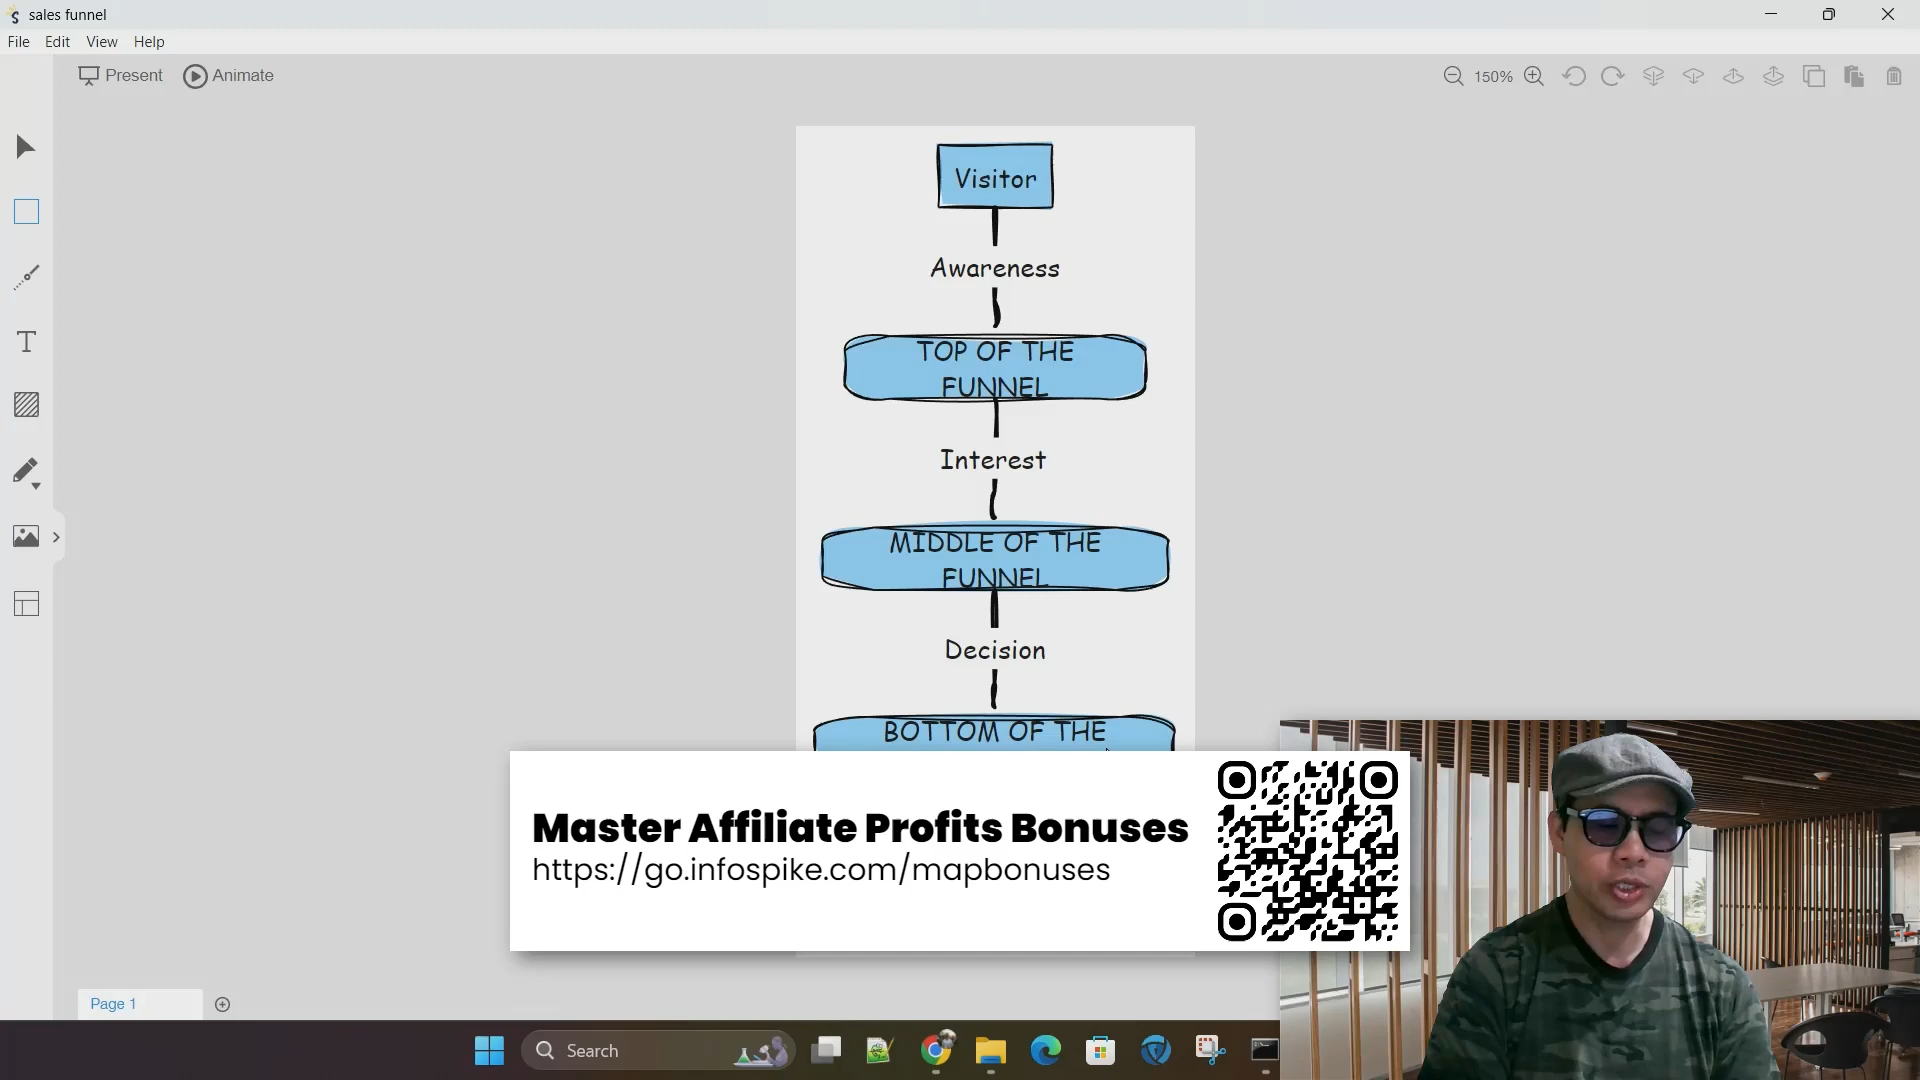 sales funnel
File Edit View Help
Present Animate
150%
Visitor
Awareness
TOP OF THE
FUNNEL
Interest
MIDDLE OF THE
FUNNEL
Decision
BOTTOM OF THE
Master Affiliate Profits Bonuses
https://go.infospike.com/mapbonuses
Page 1
Search